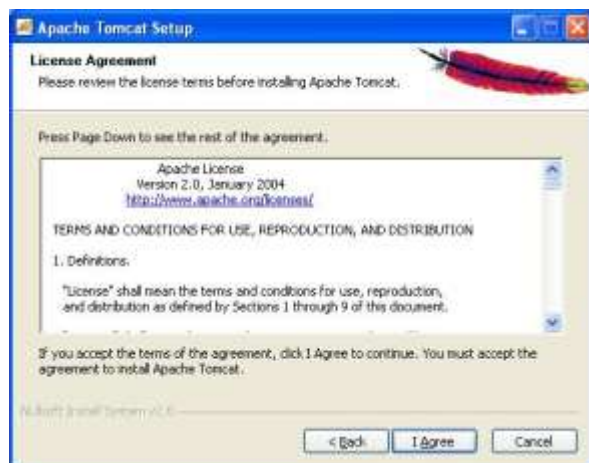 Apache Tomcat Setup
License Agreement
Please review the license terms before installing Apache Tomcat.
Press Page Down to see the rest of the agreement.
Apache License
Version 2.0, January 2004
http://www.apache.org/licenses/
TERMS AND CONDITIONS FOR USE, REPRODUCTION, AND DISTRIBUTION
1. Definitions.
"License" shall mean the terms and conditions for use, reproduction,
and distribution as defined by Sections 1 through 9 of this document.
If you accept the terms of the agreement, click I Agree to continue. You must accept the
agreement to install Apache Tomcat.
Nullsoft Install System
< Back
I Agree
Cancel